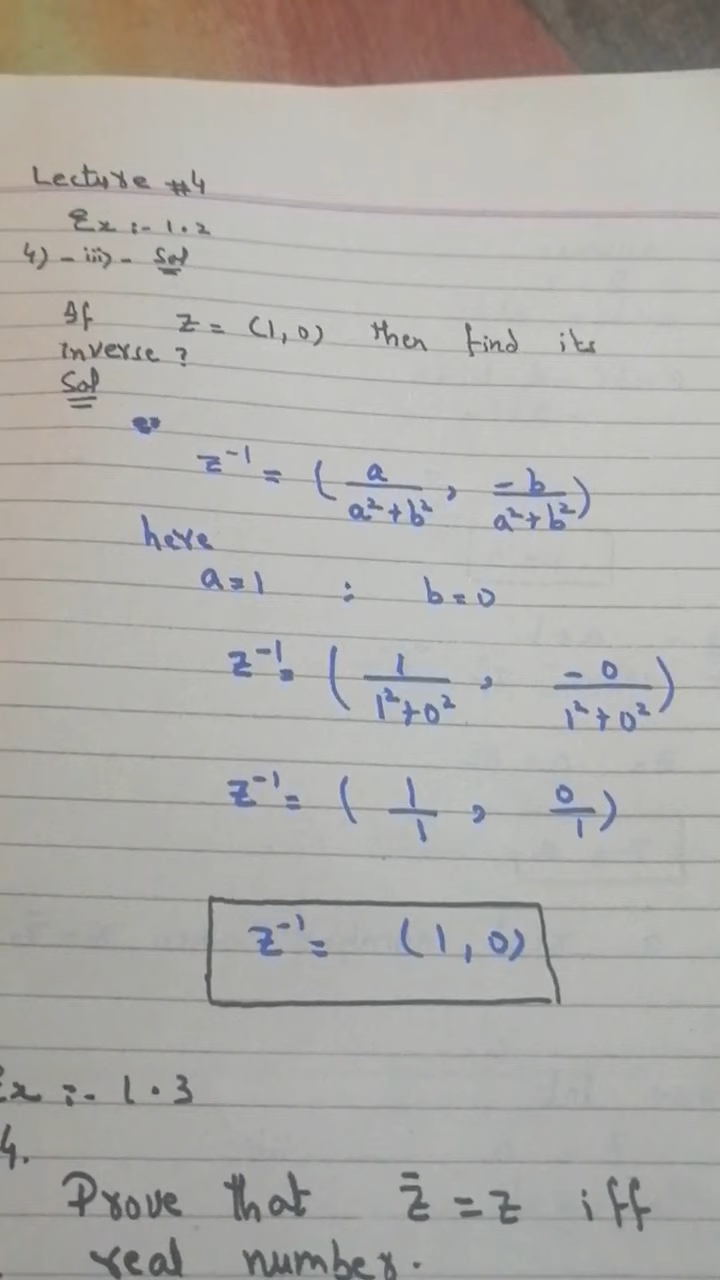 Lecture #4
Ex :- 1.2
4) - iii) - Sol
If Z = (1, 0) then find its
inverse ?
Sol
z⁻¹ = (a/(a²+b²), -b/(a²+b²))
here
a=1 : b=0
z⁻¹= (1/(1²+0²), -0/(1²+0²))
z⁻¹= (1/1, 0/1)
z⁻¹= (1, 0)
Ex :- 1.3
4.
Prove that z̄ = z iff
real number.